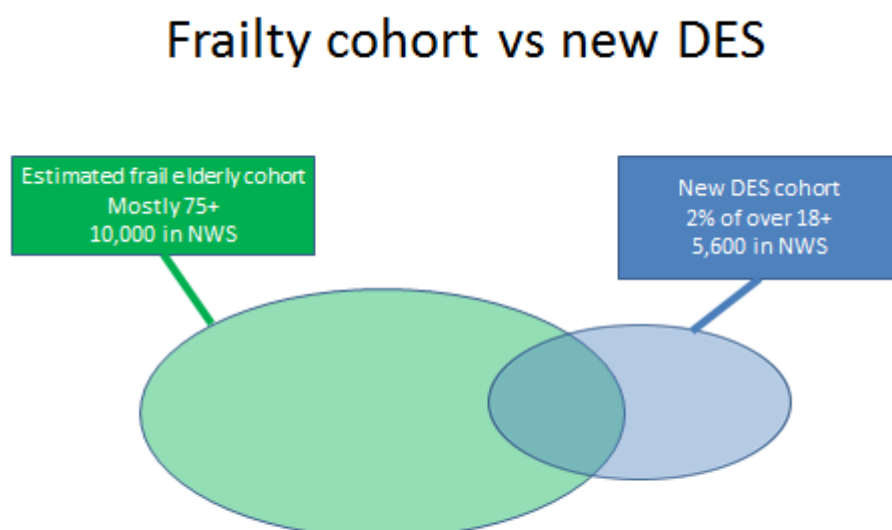 Frailty cohort vs new DES
Estimated frail elderly cohort
Mostly 75+
10,000 in NWS
New DES cohort
2% of over 18+
5,600 in NWS